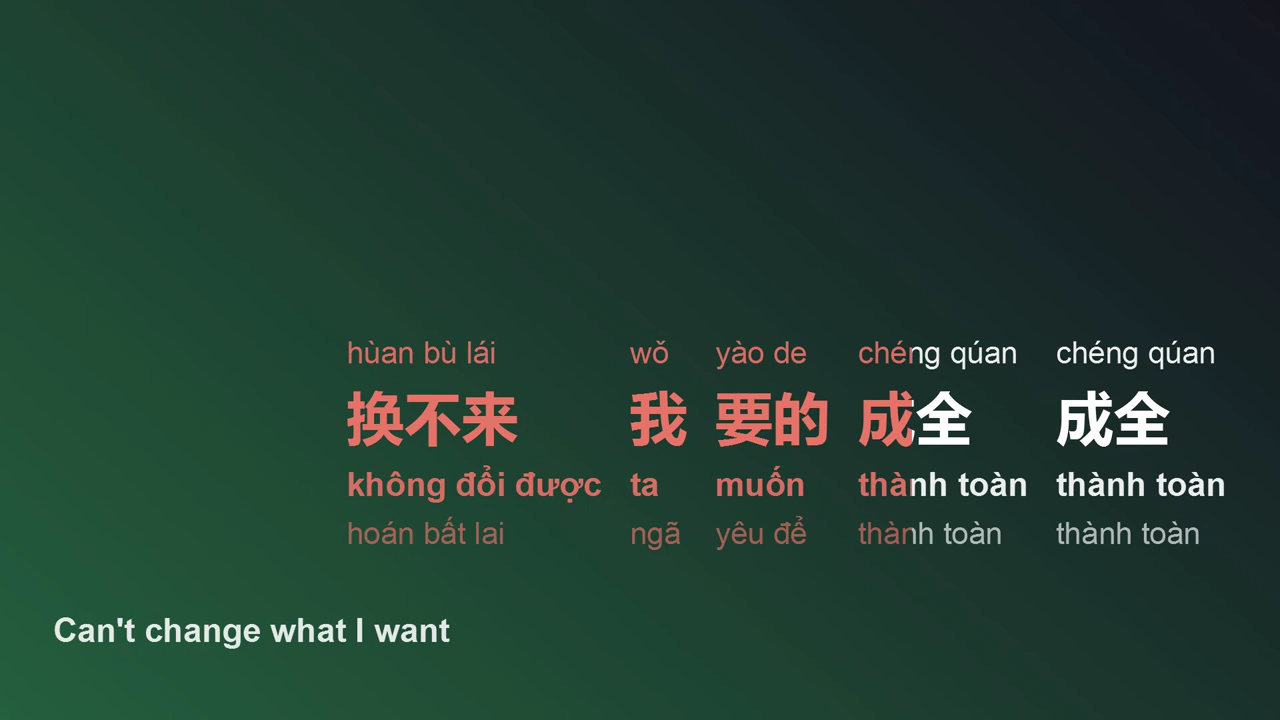 hùan bù lái wǒ yào de chéng qúan chéng qúan
换不来 我 要的 成全 成全
không đổi được ta muốn thành toàn thành toàn
hoán bất lai ngã yêu để thành toàn thành toàn
Can't change what I want